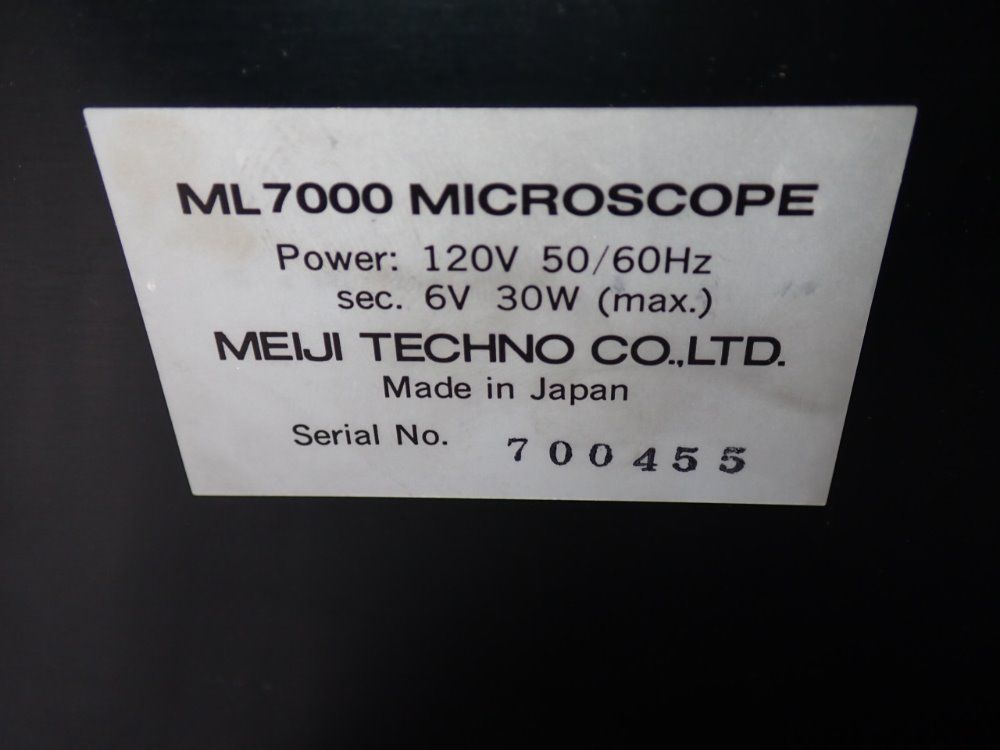 ML7000 MICROSCOPE
Power: 120V 50/60Hz
sec. 6V 30W (max.)
MEIJI TECHNO CO.,LTD.
Made in Japan
Serial No. 700455